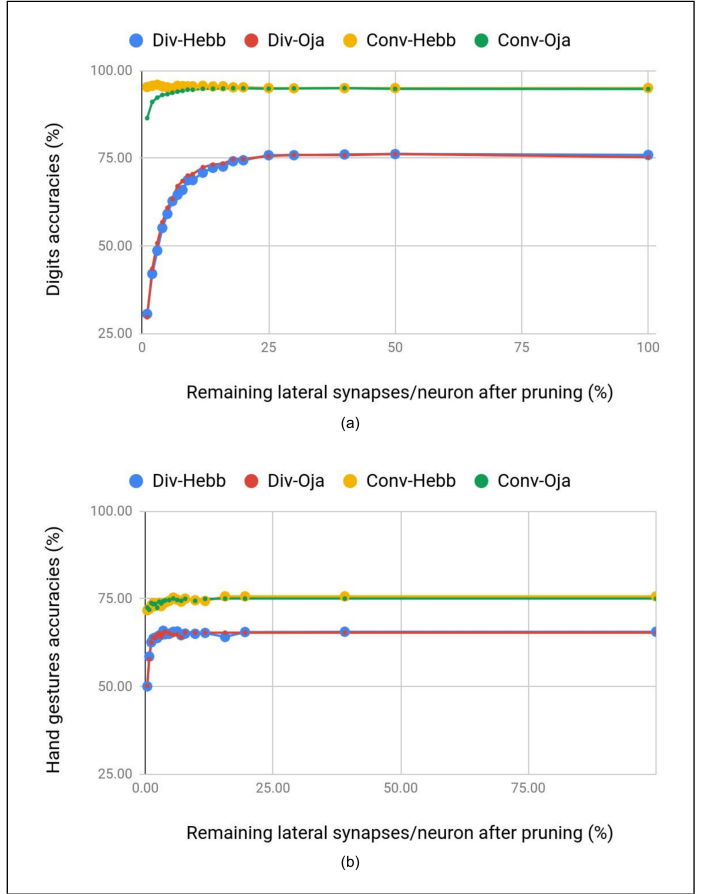 Div-Hebb Div-Oja Conv-Hebb Conv-Oja
100.00
75.00
50.00
25.00
Digits accuracies (%)
0 25 50 75 100
Remaining lateral synapses/neuron after pruning (%)
(a)
Div-Hebb Div-Oja Conv-Hebb Conv-Oja
100.00
75.00
50.00
25.00
Hand gestures accuracies (%)
0.00 25.00 50.00 75.00
Remaining lateral synapses/neuron after pruning (%)
(b)